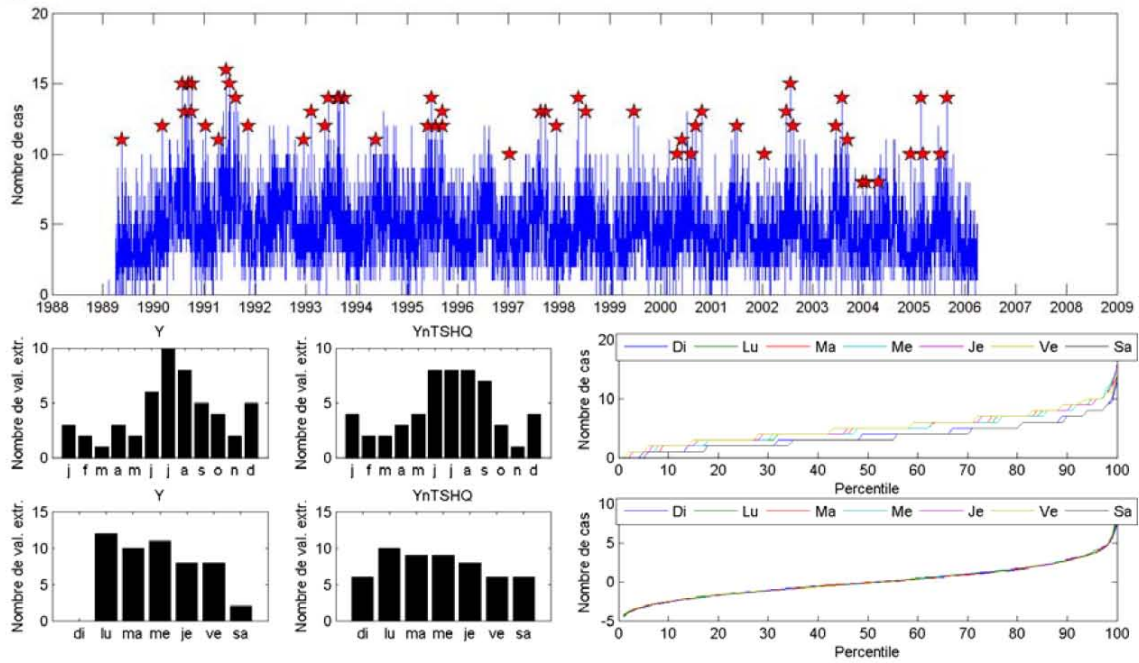 20
15
10
5
0
Nombre de cas
1988 1989 1990 1991 1992 1993 1994 1995 1996 1997 1998 1999 2000 2001 2002 2003 2004 2005 2006 2007 2008 2009
Y
10
5
0
Nombre de val. extr.
j f m a m j j a s o n d
YnTSHQ
10
5
0
Nombre de val. extr.
j f m a m j j a s o n d
20
10
0
Nombre de cas
Di Lu Ma Me Je Ve Sa
0 10 20 30 40 50 60 70 80 90 100
Percentile
Y
15
10
5
0
Nombre de val. extr.
di lu ma me je ve sa
YnTSHQ
15
10
5
0
Nombre de val. extr.
di lu ma me je ve sa
10
5
0
-5
Nombre de cas
Di Lu Ma Me Je Ve Sa
0 10 20 30 40 50 60 70 80 90 100
Percentile